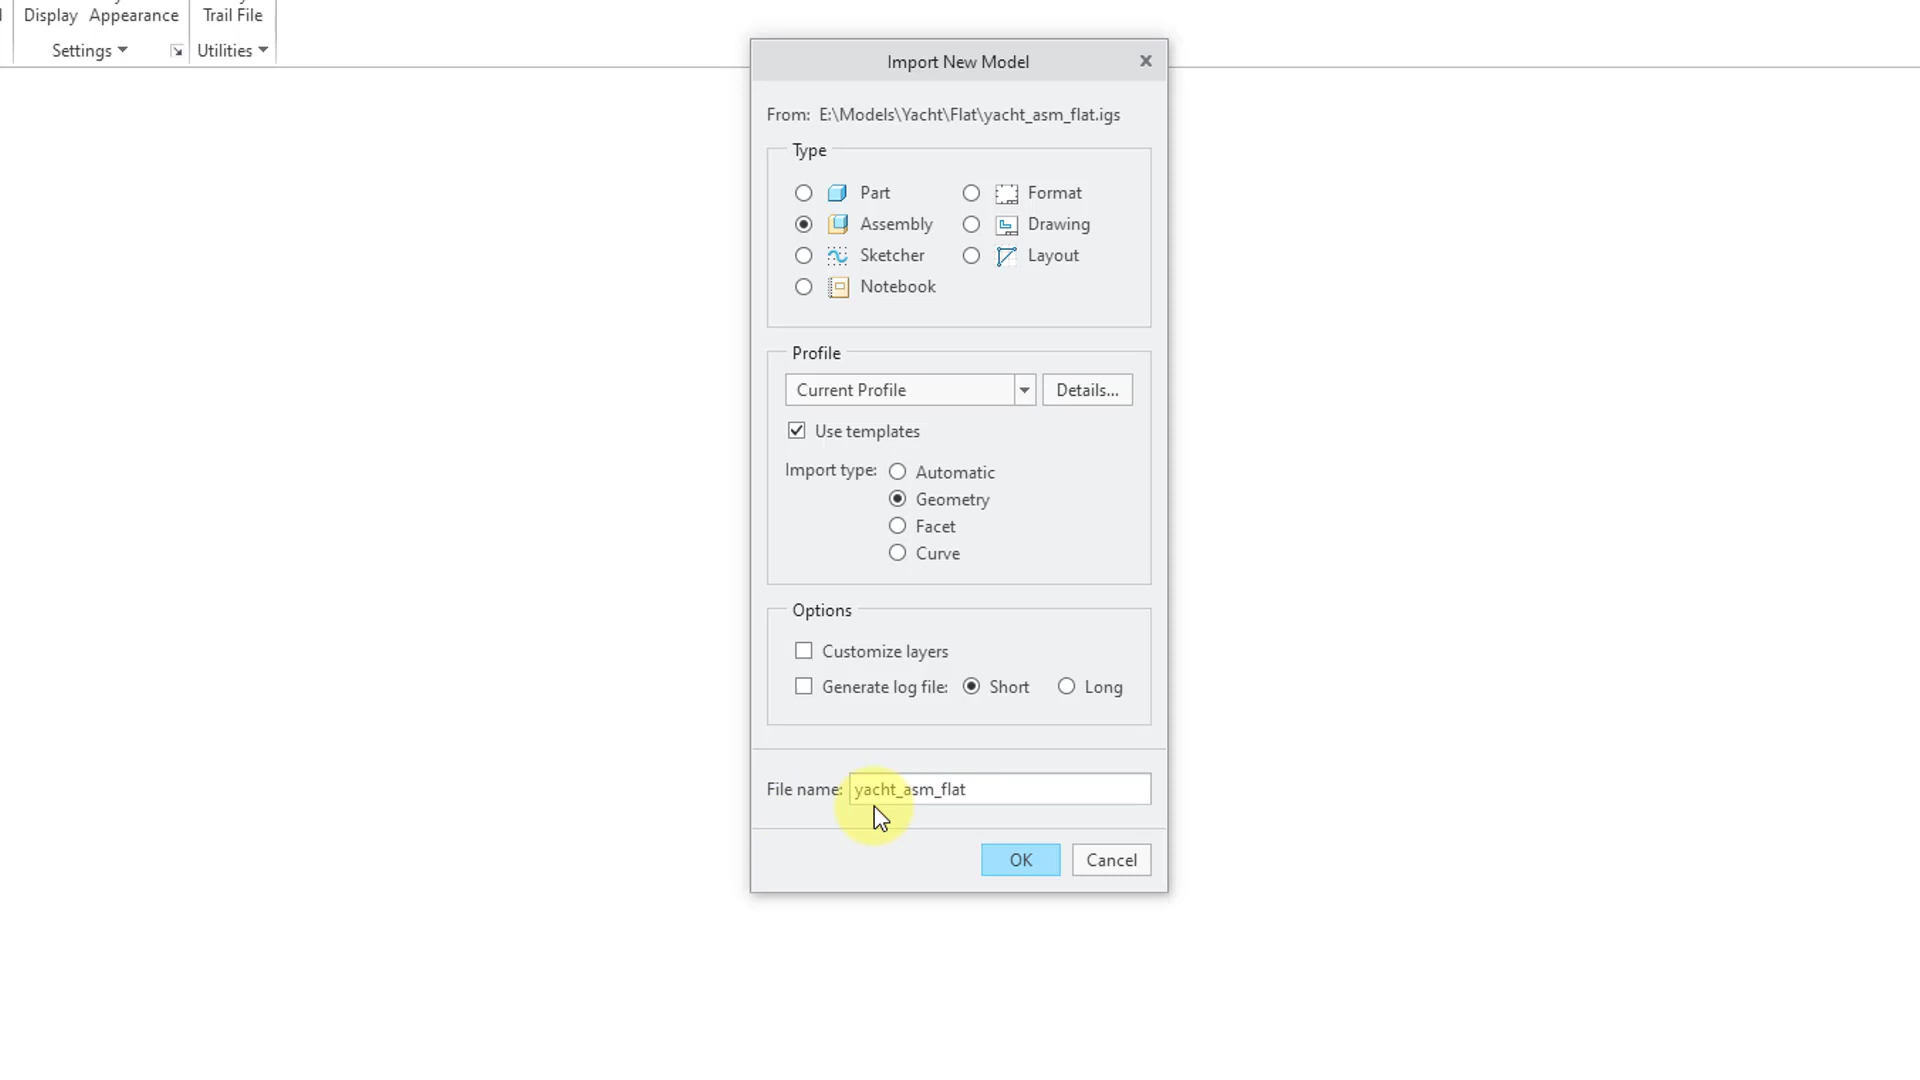 Display Appearance Trail File
Settings Utilities
Import New Model
From: E:\Models\Yacht\Flat\yacht_asm_flat.igs
Type
Part Format
Assembly Drawing
Sketcher Layout
Notebook
Profile
Current Profile Details...
Use templates
Import type: Automatic
Geometry
Facet
Curve
Options
Customize layers
Generate log file: Short Long
File name: yacht_asm_flat
OK Cancel